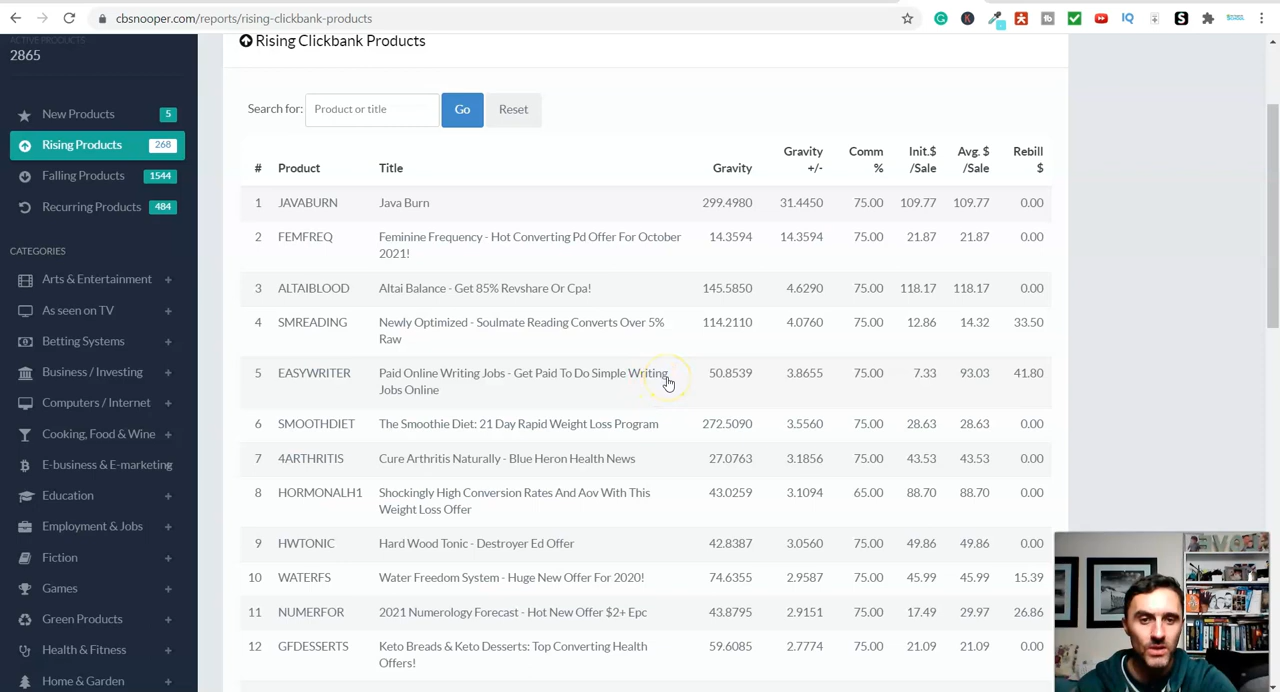 cbsnooper.com/reports/rising-clickbank-products
ACTIVE PRODUCTS
2865
New Products 5
Rising Products 268
Falling Products 1544
Recurring Products 484
CATEGORIES
Arts & Entertainment +
As seen on TV +
Betting Systems +
Business / Investing +
Computers / Internet +
Cooking, Food & Wine +
E-business & E-marketing +
Education +
Employment & Jobs +
Fiction +
Games +
Green Products +
Health & Fitness +
Home & Garden +
Rising Clickbank Products
Search for: Product or title Go Reset
# Product Title Gravity Gravity +/- Comm % Init.$ /Sale Avg. $ /Sale Rebill $
1 JAVABURN Java Burn 299.4980 31.4450 75.00 109.77 109.77 0.00
2 FEMFREQ Feminine Frequency - Hot Converting Pd Offer For October 14.3594 14.3594 75.00 21.87 21.87 0.00
2021!
3 ALTAIBLOOD Altai Balance - Get 85% Revshare Or Cpa! 145.5850 4.6290 75.00 118.17 118.17 0.00
4 SMREADING Newly Optimized - Soulmate Reading Converts Over 5% 114.2110 4.0760 75.00 12.86 14.32 33.50
Raw
5 EASYWRITER Paid Online Writing Jobs - Get Paid To Do Simple Writing 50.8539 3.8655 75.00 7.33 93.03 41.80
Jobs Online
6 SMOOTHDIET The Smoothie Diet: 21 Day Rapid Weight Loss Program 272.5090 3.5560 75.00 28.63 28.63 0.00
7 4ARTHRITIS Cure Arthritis Naturally - Blue Heron Health News 27.0763 3.1856 75.00 43.53 43.53 0.00
8 HORMONALH1 Shockingly High Conversion Rates And Aov With This 43.0259 3.1094 65.00 88.70 88.70 0.00
Weight Loss Offer
9 HWTONIC Hard Wood Tonic - Destroyer Ed Offer 42.8387 3.0560 75.00 49.86 49.86 0.00
10 WATERFS Water Freedom System - Huge New Offer For 2020! 74.6355 2.9587 75.00 45.99 45.99 15.39
11 NUMERFOR 2021 Numerology Forecast - Hot New Offer $2+ Epc 43.8795 2.9151 75.00 17.49 29.97 26.86
12 GFDESSERTS Keto Breads & Keto Desserts: Top Converting Health 59.6085 2.7774 75.00 21.09 21.09 0.00
Offers!